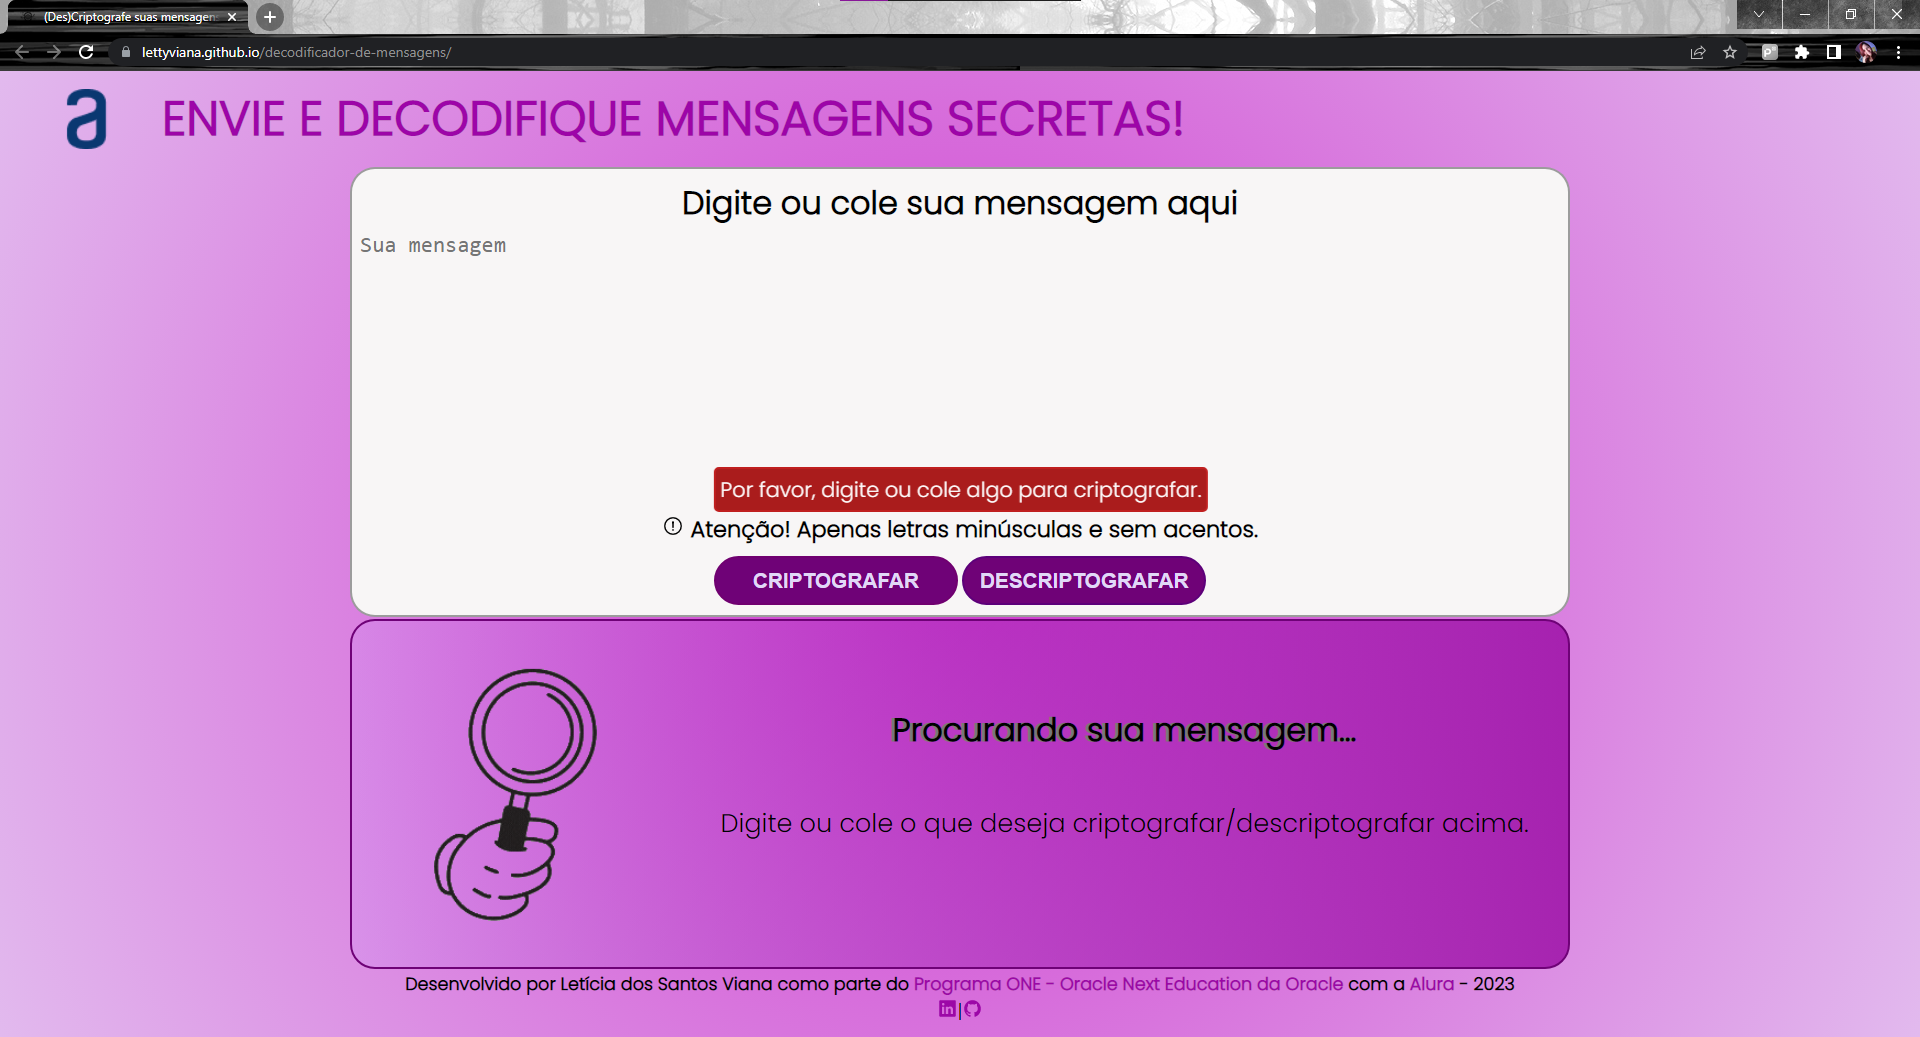 (Des)Criptografe suas mensagen
lettyviana.github.io/decodificador-de-mensagens/
a ENVIE E DECODIFIQUE MENSAGENS SECRETAS!
Digite ou cole sua mensagem aqui
Sua mensagem
Por favor, digite ou cole algo para criptografar.
Atenção! Apenas letras minúsculas e sem acentos.
CRIPTOGRAFAR DESCRIPTOGRAFAR
Procurando sua mensagem...
Digite ou cole o que deseja criptografar/descriptografar acima.
Desenvolvido por Letícia dos Santos Viana como parte do Programa ONE - Oracle Next Education da Oracle com a Alura - 2023
in |